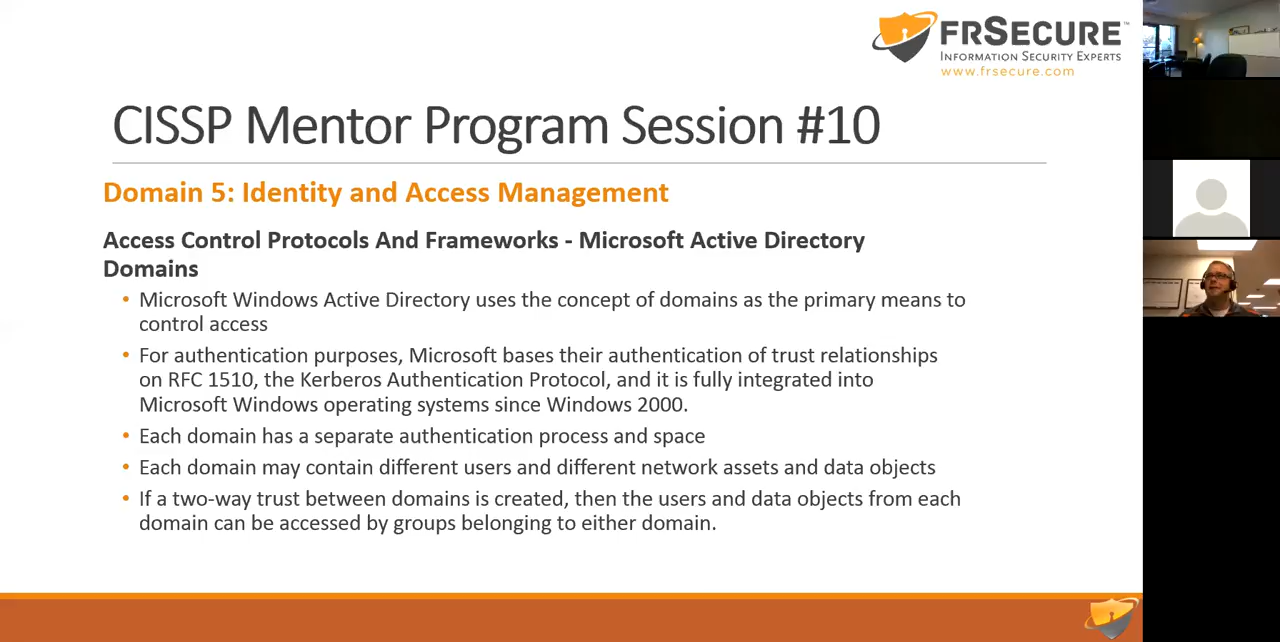 FRSECURE™
INFORMATION SECURITY EXPERTS
www.frsecure.com
CISSP Mentor Program Session #10
Domain 5: Identity and Access Management
Access Control Protocols And Frameworks - Microsoft Active Directory
Domains
• Microsoft Windows Active Directory uses the concept of domains as the primary means to
control access
• For authentication purposes, Microsoft bases their authentication of trust relationships
on RFC 1510, the Kerberos Authentication Protocol, and it is fully integrated into
Microsoft Windows operating systems since Windows 2000.
• Each domain has a separate authentication process and space
• Each domain may contain different users and different network assets and data objects
• If a two-way trust between domains is created, then the users and data objects from each
domain can be accessed by groups belonging to either domain.